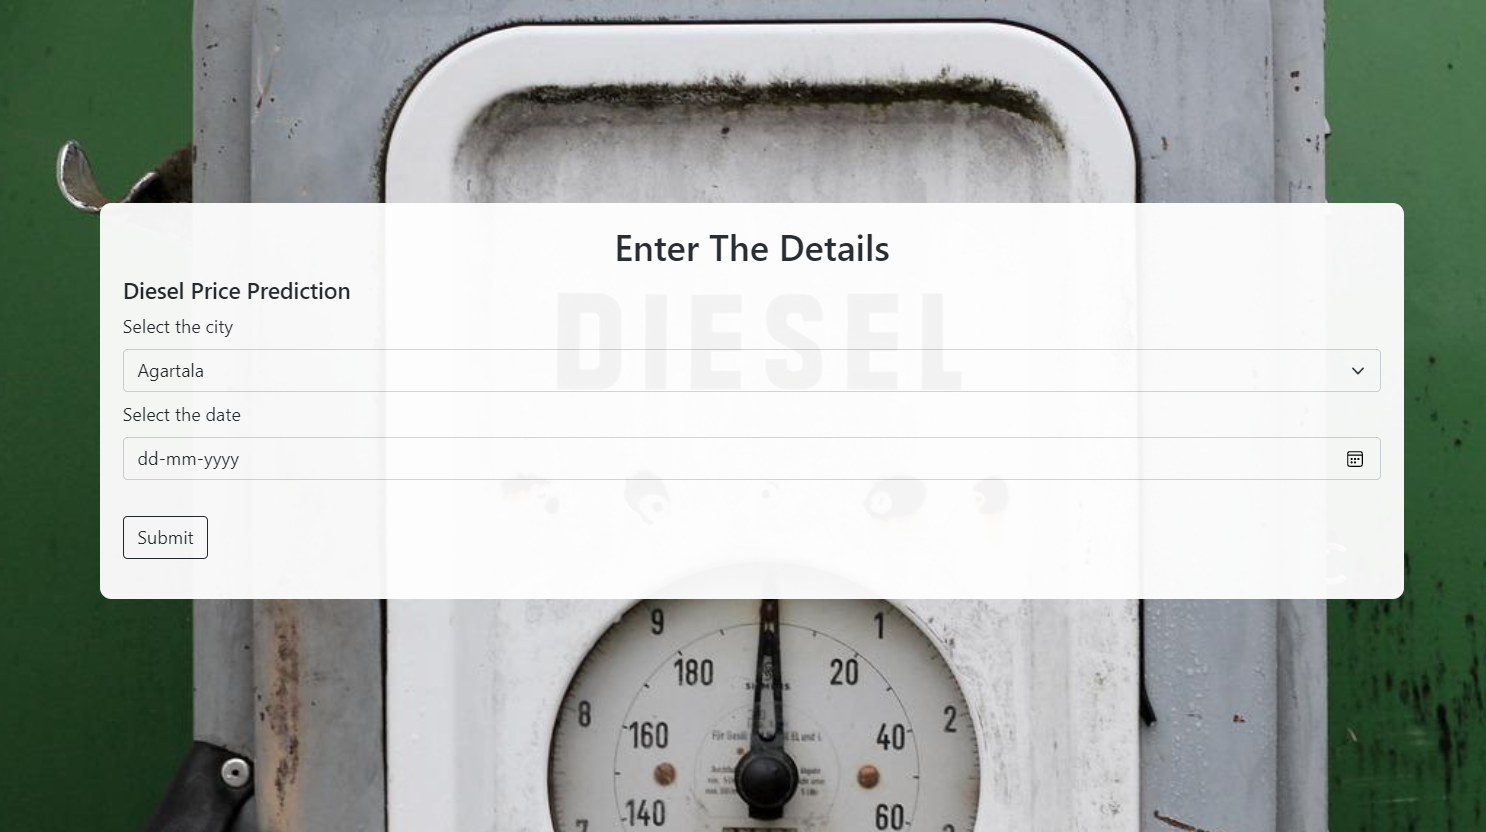 Enter The Details
Diesel Price Prediction
Select the city
DIESEL
Agartala
Select the date
dd-mm-yyyy
Submit
9 1
180 20
8 2
160 40
140 60